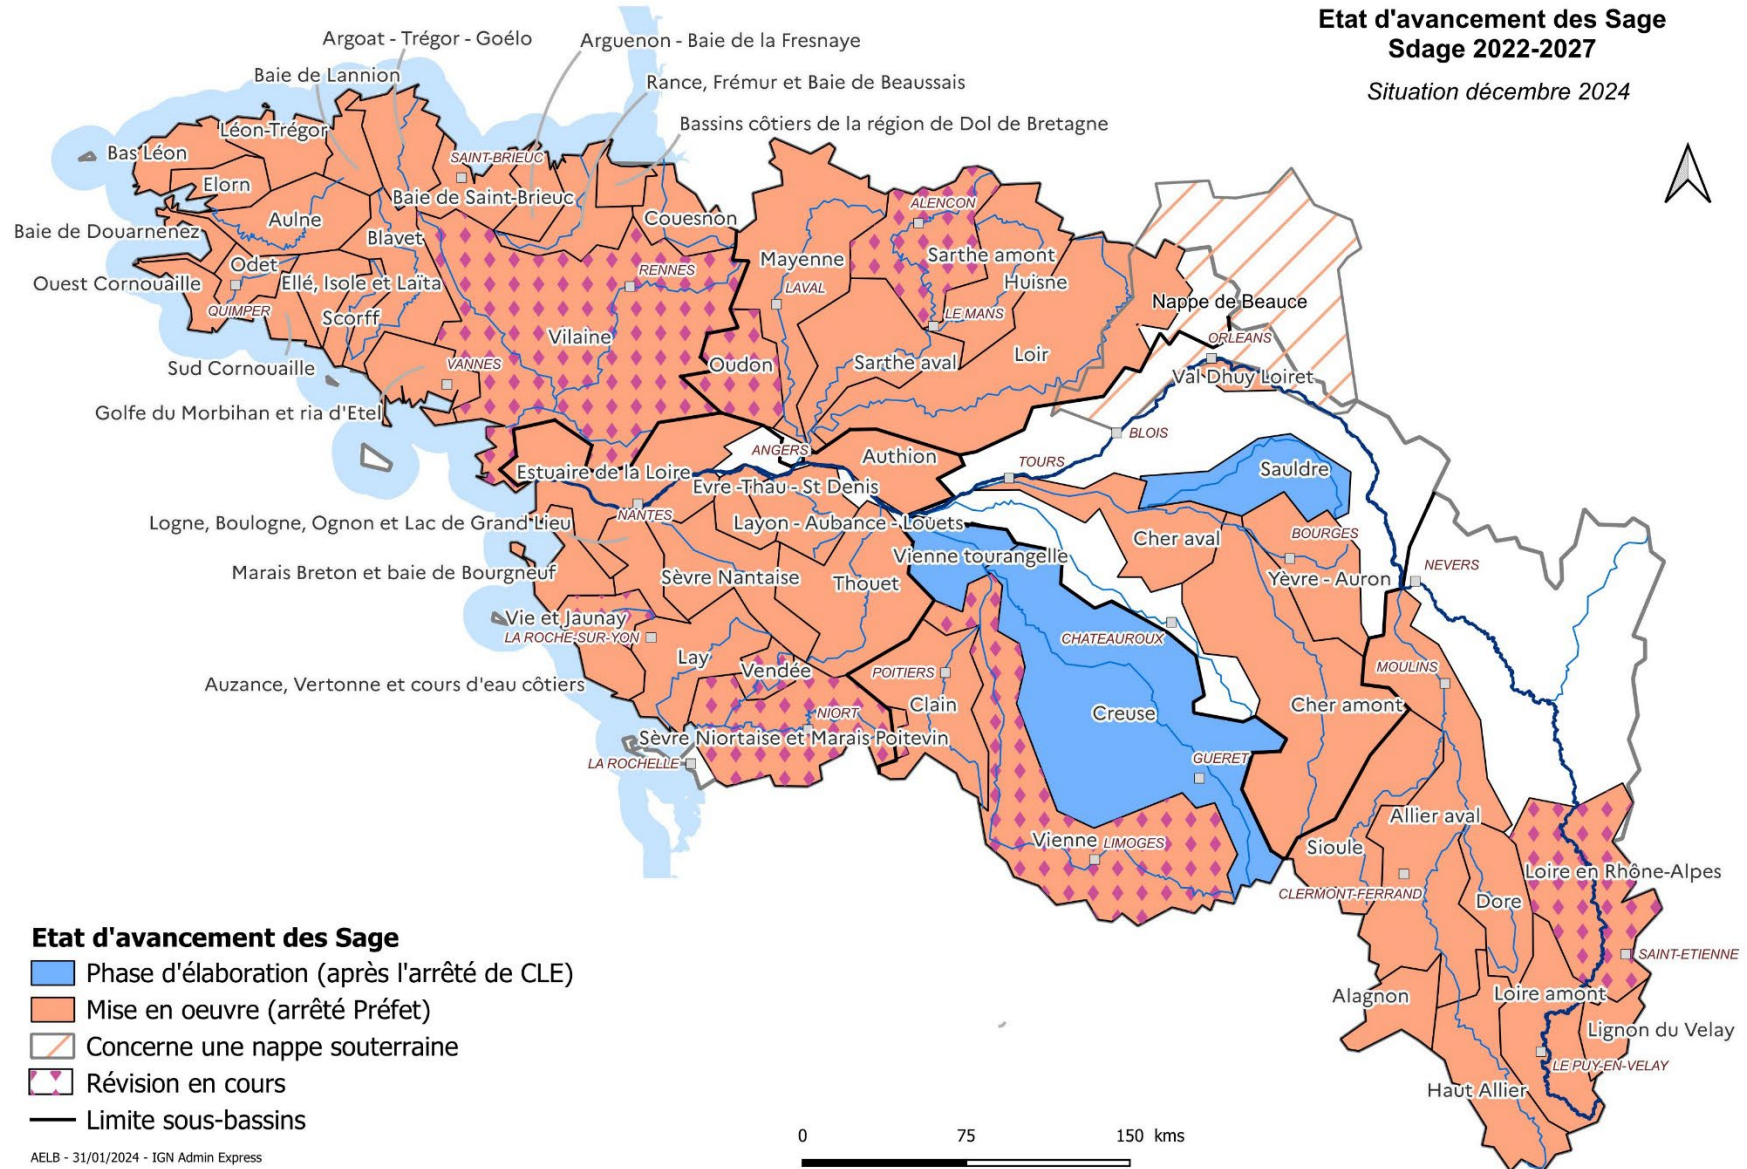 Etat d'avancement des Sage
Sdage 2022-2027
Situation décembre 2024
Argoat - Trégor - Goélo
Arguenon - Baie de la Fresnaye
Baie de Lannion
Rance, Frémur et Baie de Beaussais
Bassins côtiers de la région de Dol de Bretagne
Léon-Trégor
Bas Léon
SAINT-BRIEUC
Elorn
Baie de Saint-Brieuc
ALENCON
Aulne
Couesnon
Baie de Douarnenez
Blavet
Mayenne
Sarthe amont
Odet
RENNES
Ouest Cornouaille
Ellé, Isole et Laïta
LAVAL
Huisne
Nappe de Beauce
QUIMPER
Scorff
LE MANS
Vilaine
ORLEANS
Sud Cornouaille
VANNES
Oudon
Sarthe aval
Loir
Val Dhuy Loiret
Golfe du Morbihan et ria d'Etel
BLOIS
ANGERS
Authion
TOURS
Sauldre
Estuaire de la Loire
Evre -Thau - St Denis
NANTES
Logne, Boulogne, Ognon et Lac de Grand Lieu
Layon - Aubance - Louets
Cher aval
BOURGES
Vienne tourangelle
NEVERS
Marais Breton et baie de Bourgneuf
Sèvre Nantaise
Thouet
Yèvre - Auron
Vie et Jaunay
LA ROCHE-SUR-YON
CHATEAUROUX
Lay
Vendée
POITIERS
MOULINS
Auzance, Vertonne et cours d'eau côtiers
Clain
Creuse
Cher amont
NIORT
Sèvre Niortaise et Marais Poitevin
LA ROCHELLE
GUERET
Allier aval
Vienne
LIMOGES
Sioule
Loire en Rhône-Alpes
CLERMONT-FERRAND
Dore
SAINT-ETIENNE
Alagnon
Loire amont
Lignon du Velay
LE PUY-EN-VELAY
Haut Allier
Etat d'avancement des Sage
Phase d'élaboration (après l'arrêté de CLE)
Mise en oeuvre (arrêté Préfet)
Concerne une nappe souterraine
Révision en cours
Limite sous-bassins
AELB - 31/01/2024 - IGN Admin Express
0 75 150 kms